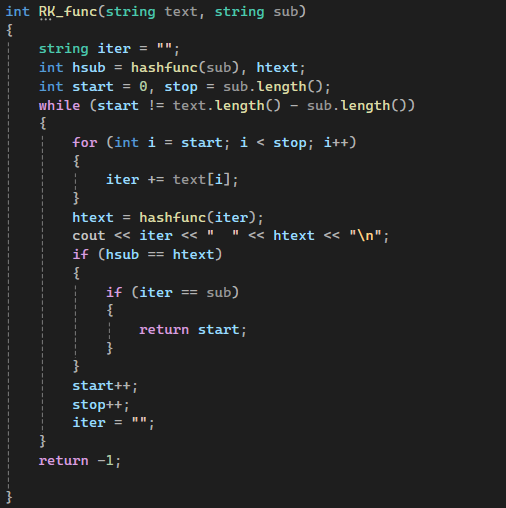 int RK_func(string text, string sub)
{
    string iter = "";
    int hsub = hashfunc(sub), htext;
    int start = 0, stop = sub.length();
    while (start != text.length() - sub.length())
    {
        for (int i = start; i < stop; i++)
        {
            iter += text[i];
        }
        htext = hashfunc(iter);
        cout << iter << "  " << htext << "\n";
        if (hsub == htext)
        {
            if (iter == sub)
            {
                return start;
            }
        }
        start++;
        stop++;
        iter = "";
    }
    return -1;

}